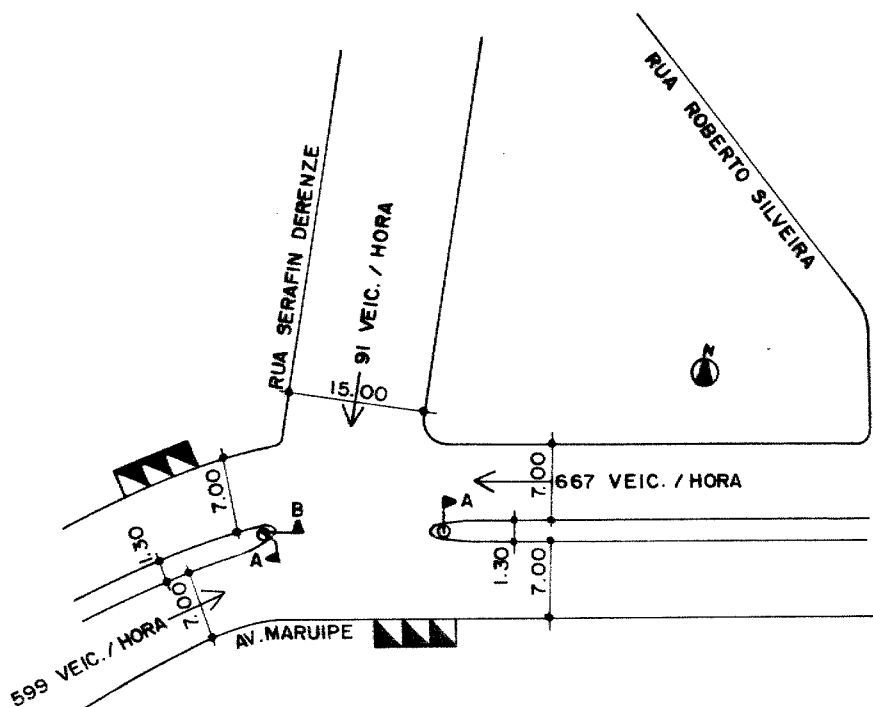 RUA ROBERTO SILVEIRA
RUA SERAFIN DERENZE
91 VEIC. / HORA
15.00
N
7.00
667 VEIC. / HORA
7.00
A
B
A
1.30
1.30
7.00
7.00
599 VEIC. / HORA
AV. MARUIPE